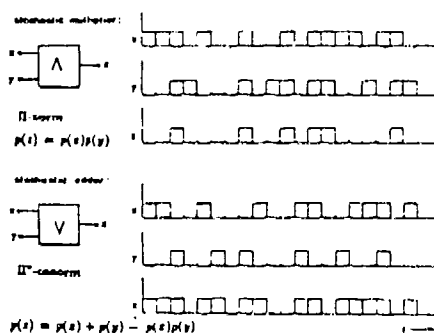 stochastic multiplier:
x
x
y
Λ
z
y
Π-norm
p(z) = p(x)p(y)
z
stochastic adder:
x
x
y
V
z
y
Π*-conorm
z
p(z) = p(x) + p(y) - p(x)p(y)
t